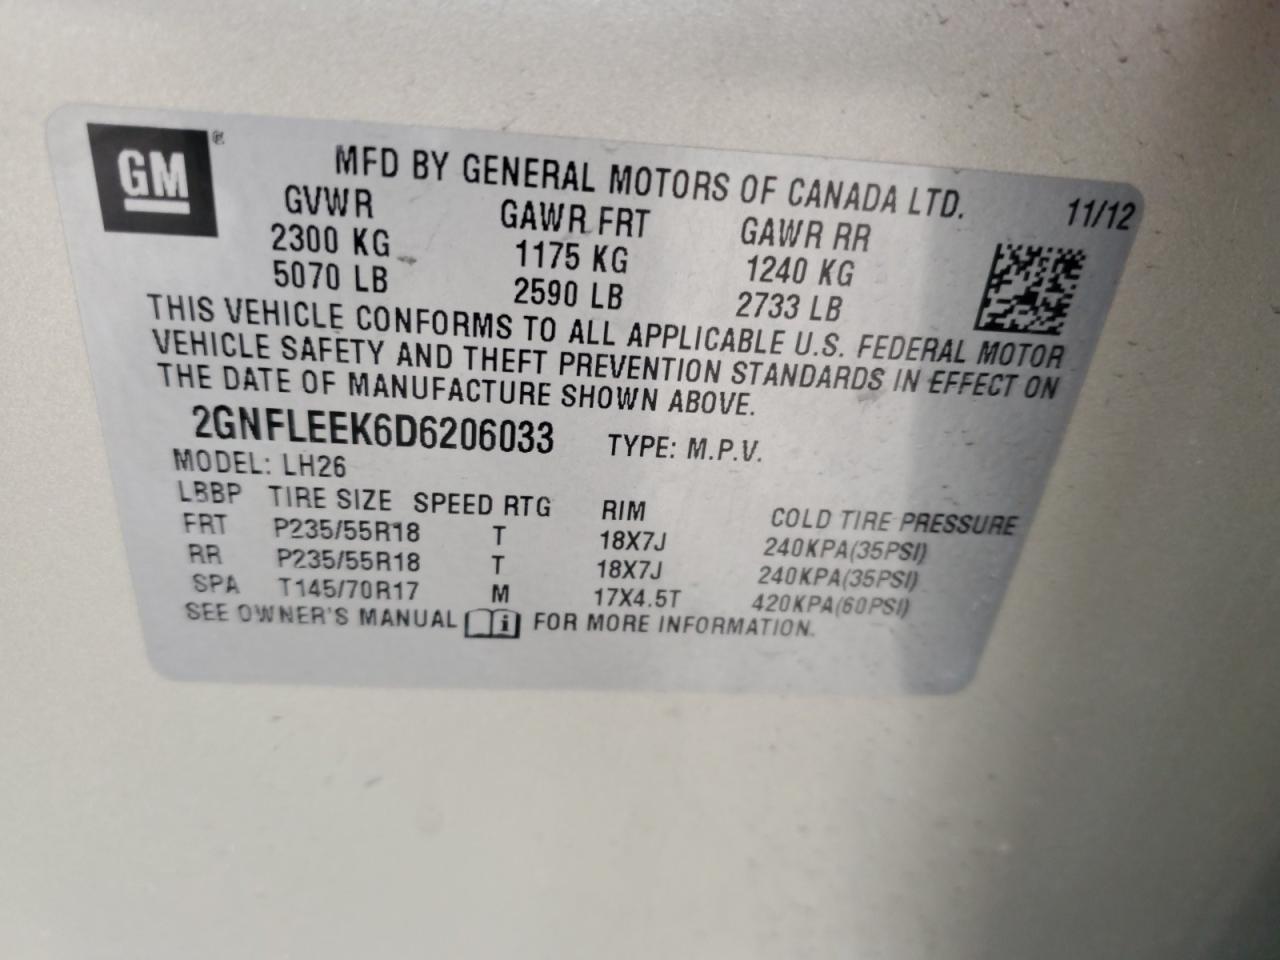 GM ®
MFD BY GENERAL MOTORS OF CANADA LTD. 11/12
GVWR GAWR FRT GAWR RR
2300 KG 1175 KG 1240 KG
5070 LB 2590 LB 2733 LB
THIS VEHICLE CONFORMS TO ALL APPLICABLE U.S. FEDERAL MOTOR
VEHICLE SAFETY AND THEFT PREVENTION STANDARDS IN EFFECT ON
THE DATE OF MANUFACTURE SHOWN ABOVE.
2GNFLEEK6D6206033 TYPE: M.P.V.
MODEL: LH26
LBBP TIRE SIZE SPEED RTG RIM COLD TIRE PRESSURE
FRT P235/55R18 T 18X7J 240KPA(35PSI)
RR P235/55R18 T 18X7J 240KPA(35PSI)
SPA T145/70R17 M 17X4.5T 420KPA(60PSI)
SEE OWNER'S MANUAL i FOR MORE INFORMATION.